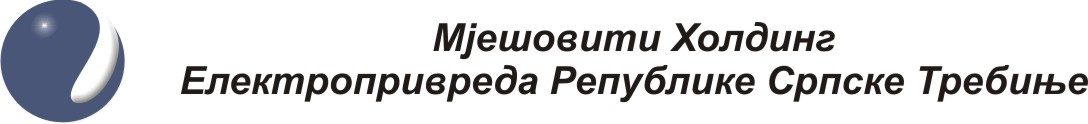 Мјешовити Холдинг
Електропривреда Републике Српске Требиње